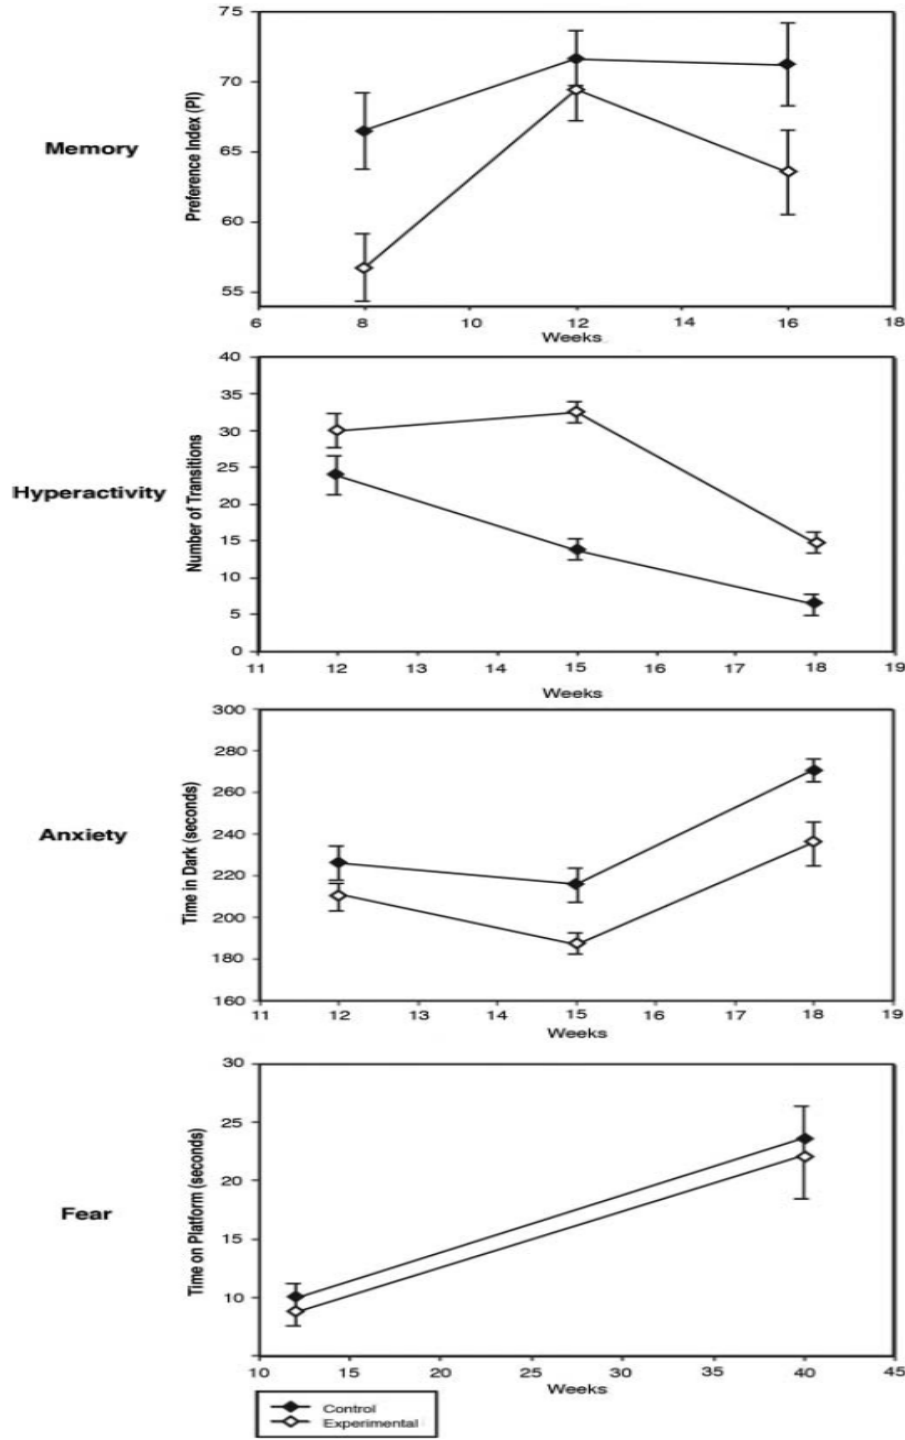 Memory
Preference Index (PI)
75
70
65
60
55
6 8 10 12 14 16 18
Weeks
Hyperactivity
Number of Transitions
40
35
30
25
20
15
10
5
0
11 12 13 14 15 16 17 18 19
Weeks
Anxiety
Time in Dark (seconds)
300
280
260
240
220
200
180
160
11 12 13 14 15 16 17 18 19
Weeks
Fear
Time on Platform (seconds)
30
25
20
15
10
10 15 20 25 30 35 40 45
Weeks
Control
Experimental